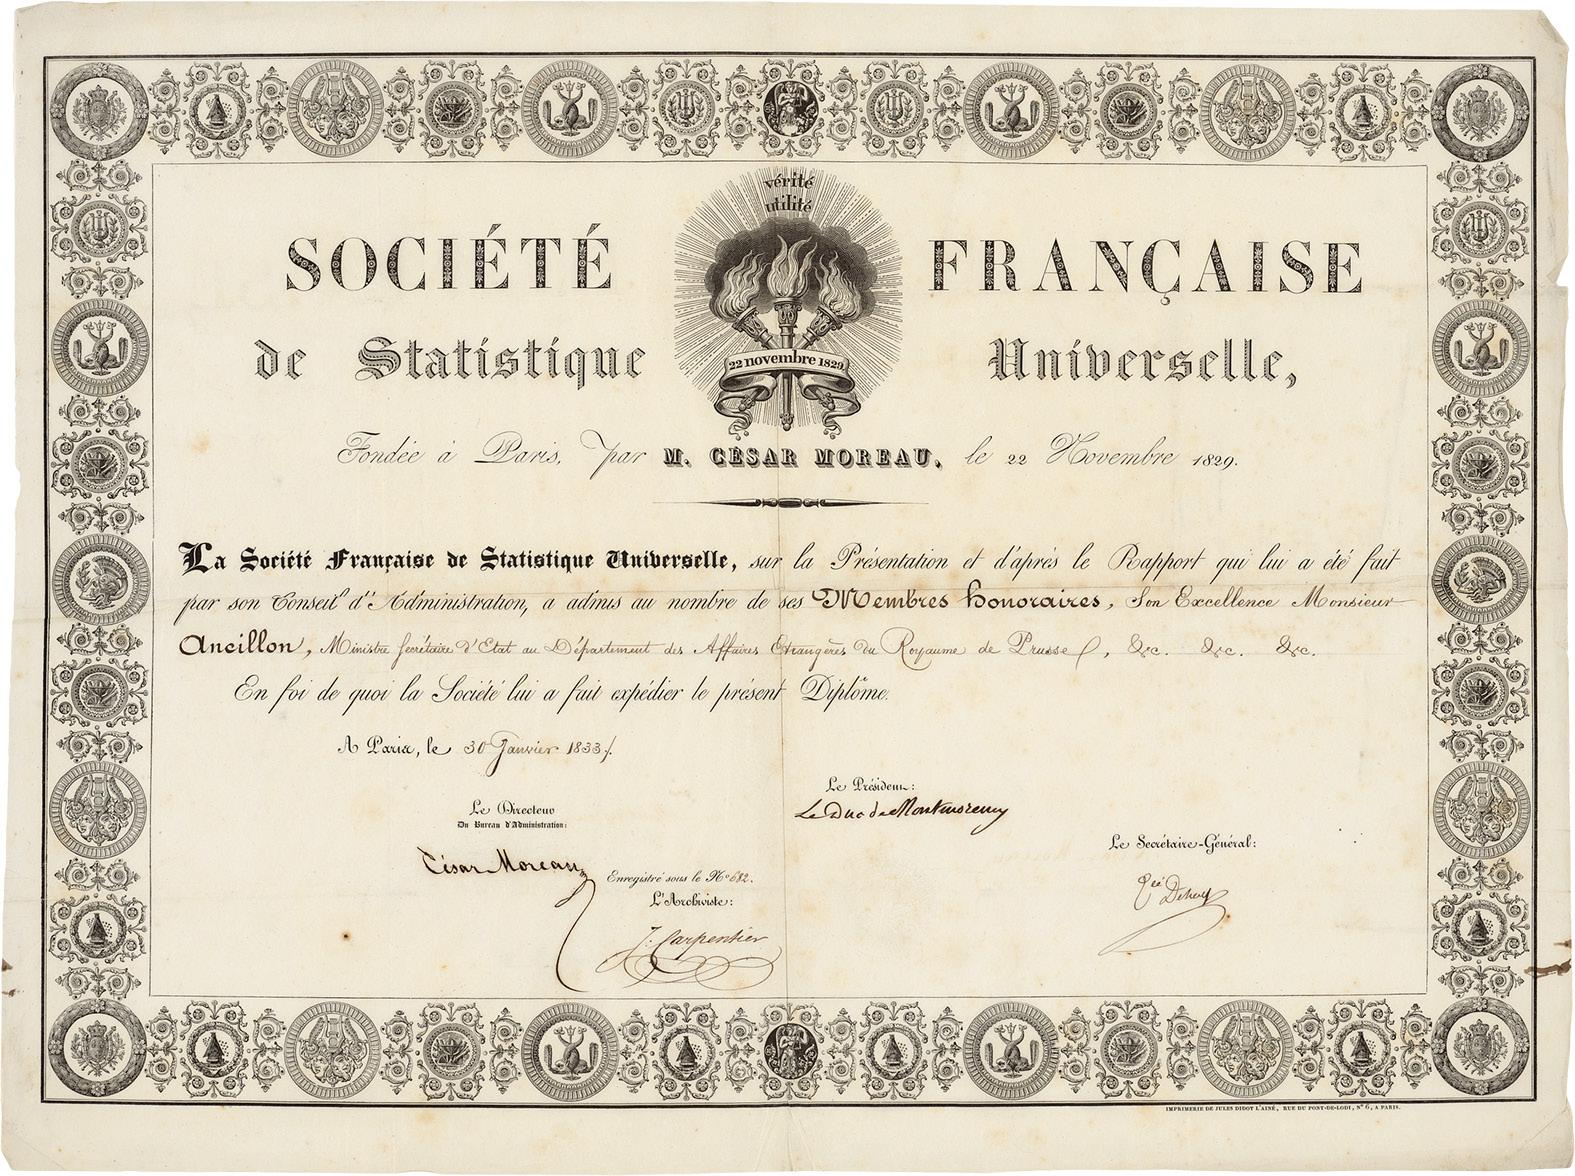 vérité
utilité
SOCIÉTÉ FRANÇAISE
de Statistique Universelle,
22 novembre 1829
Fondée à Paris, par M. CÉSAR MOREAU, le 22 Novembre 1829.
La Société Française de Statistique Universelle, sur la Présentation et d'après le Rapport qui lui a été fait
par son Conseil d'Administration, a admis au nombre de ses Membres honoraires, Son Excellence Monsieur
Ancillon, Ministre Secrétaire d'Etat au Département des Affaires Etrangères du Royaume de Prusse, &c. &c. &c.
En foi de quoi la Société lui a fait expédier le présent Diplôme.
A Paris, le 30 Janvier 1833.
Le Président:
Le Duc de Montmorency
Le Directeur
Du Bureau d'Administration:
César Moreau
Le Secrétaire-Général:
Enregistré sous le N° 682.
L'Archiviste:
J. Carpentier
IMPRIMERIE DE JULES DIDOT L'AINÉ, RUE DU PONT-DE-LODI, N° 6, A PARIS.